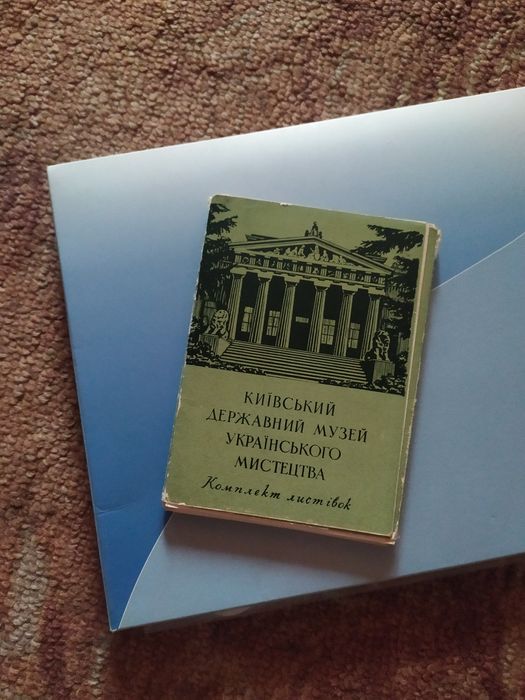 КИЇВСЬКИЙ
ДЕРЖАВНИЙ МУЗЕЙ
УКРАЇНСЬКОГО
МИСТЕЦТВА
Комплект листівок